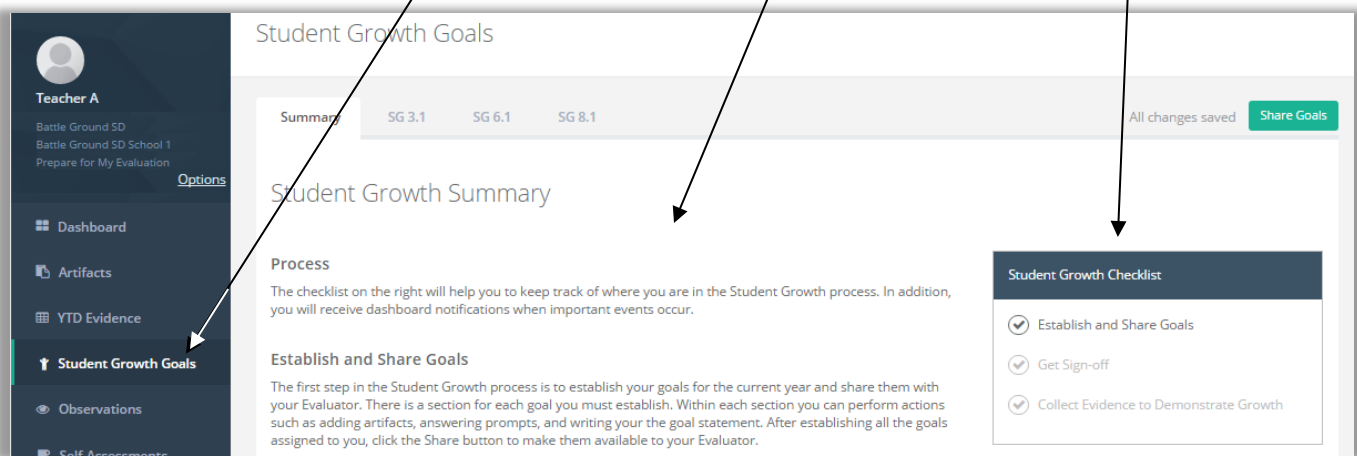 Student Growth Goals
Teacher A
Battle Ground SD
Battle Ground SD School 1
Prepare for My Evaluation
Options
Dashboard
Artifacts
YTD Evidence
Student Growth Goals
Observations
Self Assessments
Summary SG 3.1 SG 6.1 SG 8.1 All changes saved Share Goals
Student Growth Summary
Process
The checklist on the right will help you to keep track of where you are in the Student Growth process. In addition,
you will receive dashboard notifications when important events occur.
Establish and Share Goals
The first step in the Student Growth process is to establish your goals for the current year and share them with
your Evaluator. There is a section for each goal you must establish. Within each section you can perform actions
such as adding artifacts, answering prompts, and writing your the goal statement. After establishing all the goals
assigned to you, click the Share button to make them available to your Evaluator.
Student Growth Checklist
Establish and Share Goals
Get Sign-off
Collect Evidence to Demonstrate Growth